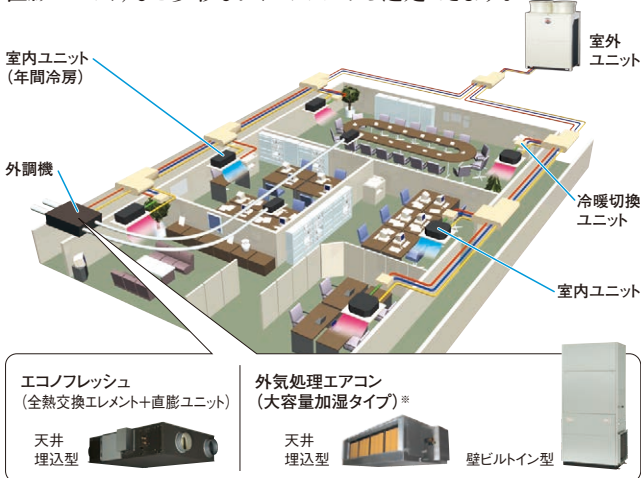 室外
ユニット
室内ユニット
(年間冷房)
外調機
冷暖切換
ユニット
室内ユニット
エコノフレッシュ
(全熱交換エレメント+直膨ユニット)
天井
埋込型
外気処理エアコン
(大容量加湿タイプ)※
天井
埋込型
壁ビルトイン型